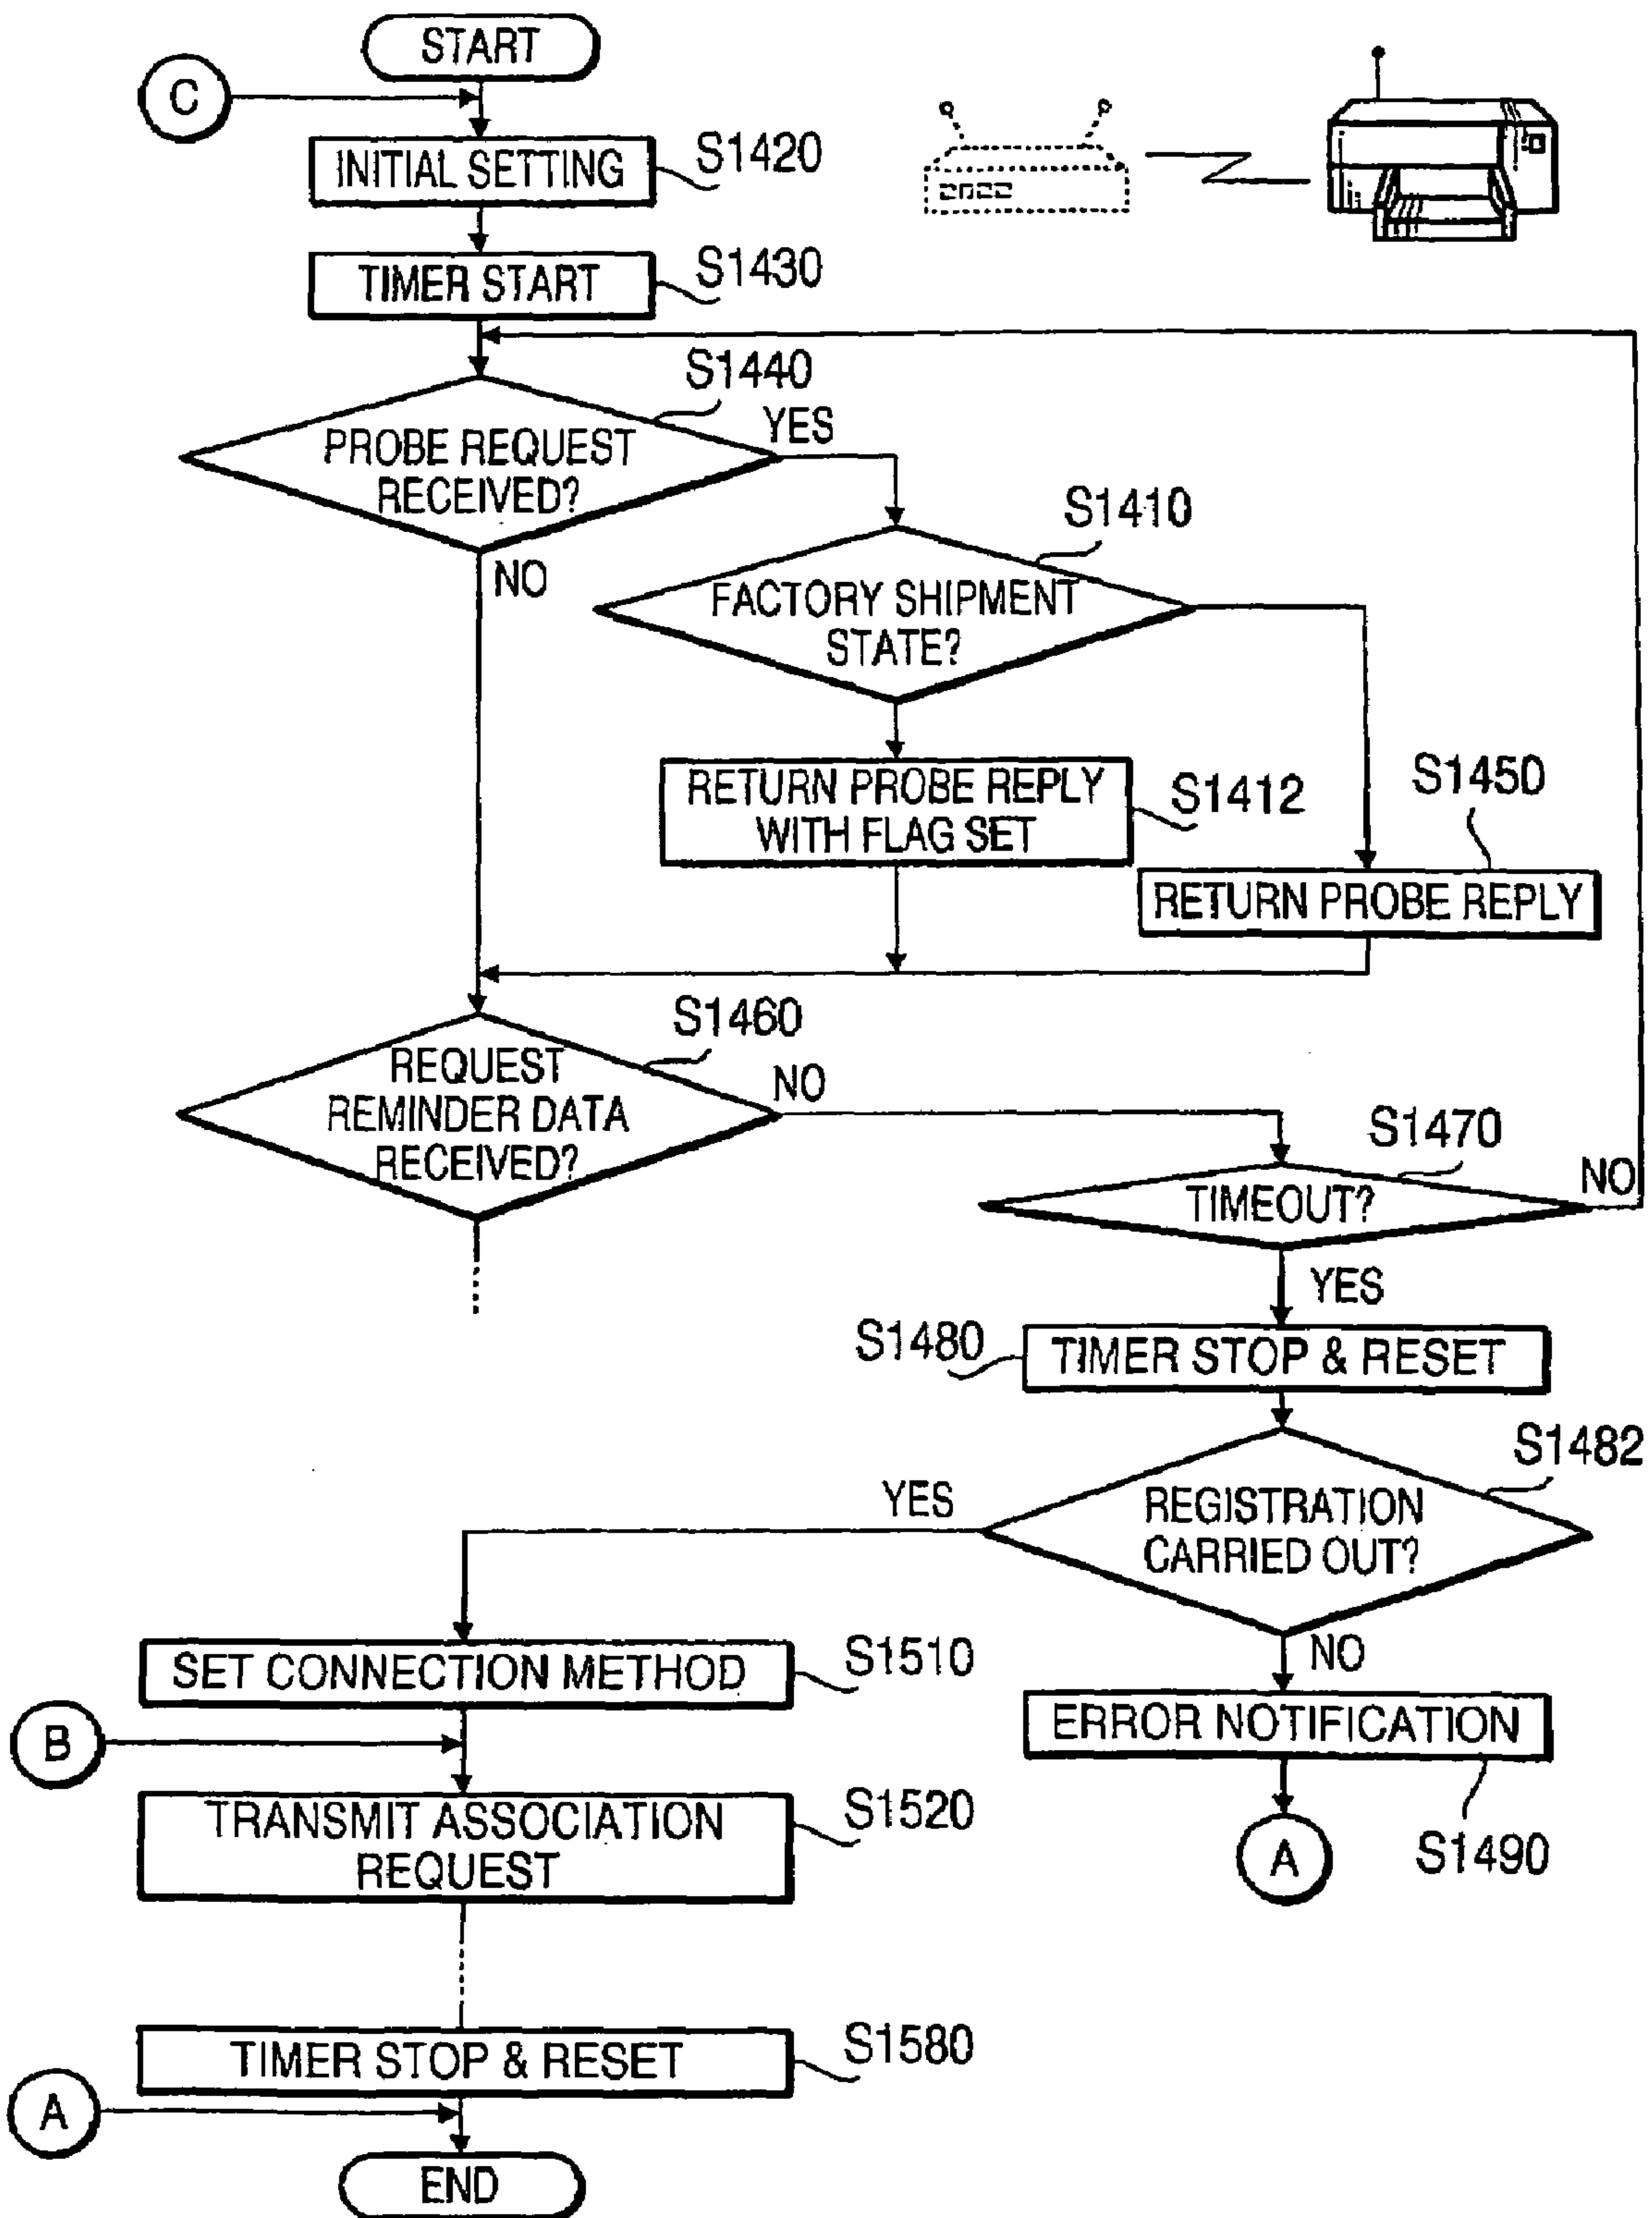 START
C
INITIAL SETTING
S1420
TIMER START
S1430
S1440
PROBE REQUEST
RECEIVED?
YES
NO
S1410
FACTORY SHIPMENT
STATE?
RETURN PROBE REPLY
WITH FLAG SET
S1412
S1450
RETURN PROBE REPLY
S1460
REQUEST
REMINDER DATA
RECEIVED?
NO
S1470
TIMEOUT?
NO
YES
S1480
TIMER STOP & RESET
S1482
REGISTRATION
CARRIED OUT?
YES
NO
SET CONNECTION METHOD
S1510
ERROR NOTIFICATION
S1490
A
B
TRANSMIT ASSOCIATION
REQUEST
S1520
TIMER STOP & RESET
S1580
A
END